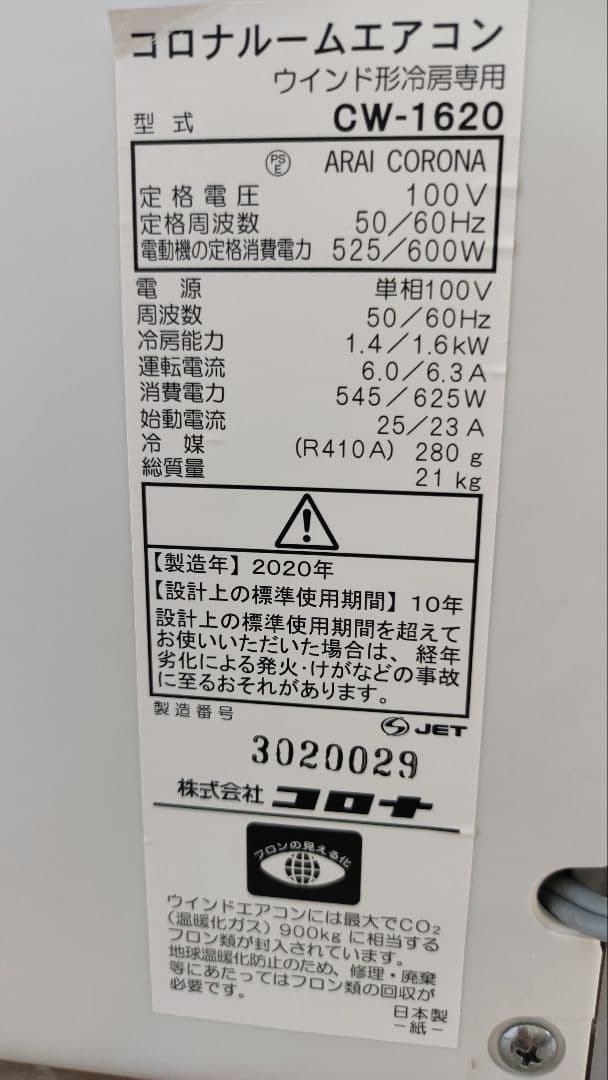 コロナルームエアコン
ウインド形冷房専用
型式 CW-1620
PSE ARAI CORONA
定格電圧 100V
定格周波数 50/60Hz
電動機の定格消費電力 525/600W
電源 単相100V
周波数 50/60Hz
冷房能力 1.4/1.6kW
運転電流 6.0/6.3A
消費電力 545/625W
始動電流 25/23A
冷媒 (R410A) 280g
総質量 21kg
【製造年】2020年
【設計上の標準使用期間】10年
設計上の標準使用期間を超えて
お使いいただいた場合は、経年
劣化による発火・けがなどの事故
に至るおそれがあります。
製造番号
JET
3020029
株式会社 コロナ
フロンの見える化
ウインドエアコンには最大でCO₂
(温暖化ガス)900kgに相当する
フロン類が封入されています。
地球温暖化防止のため、修理・廃棄
等にあたってはフロン類の回収が
必要です。
日本製
-紙-